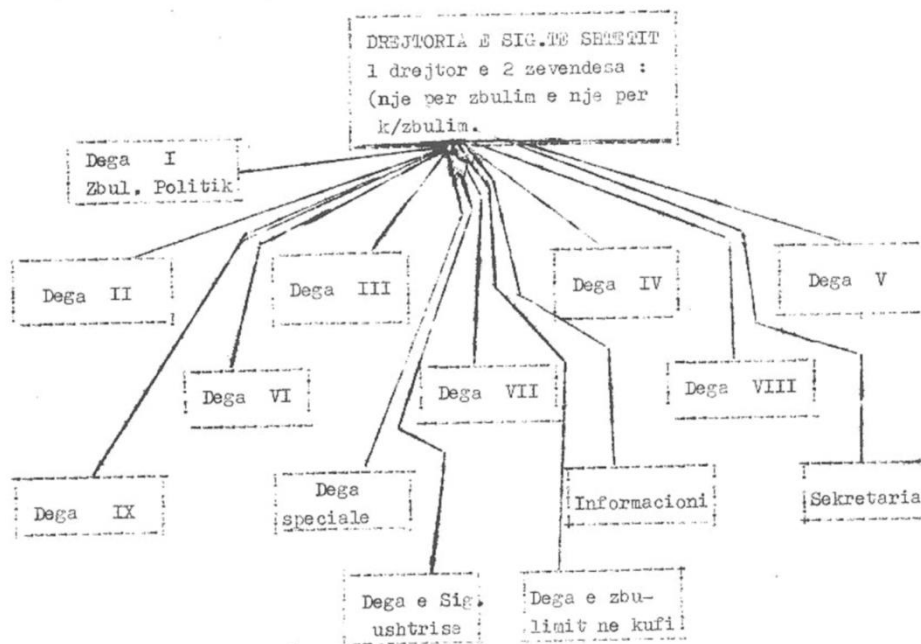 DREJTORIA E SIG.TE SHTETIT
1 drejtor e 2 zevendesa :
(nje per zbulim e nje per
k/zbulim.
Dega I
Zbul. Politik
Dega II
Dega III
Dega IV
Dega V
Dega VI
Dega VII
Dega VIII
Dega IX
Dega
speciale
Informacioni
Sekretaria
Dega e Sig.
ushtrise
Dega e zbu-
limit ne kufi